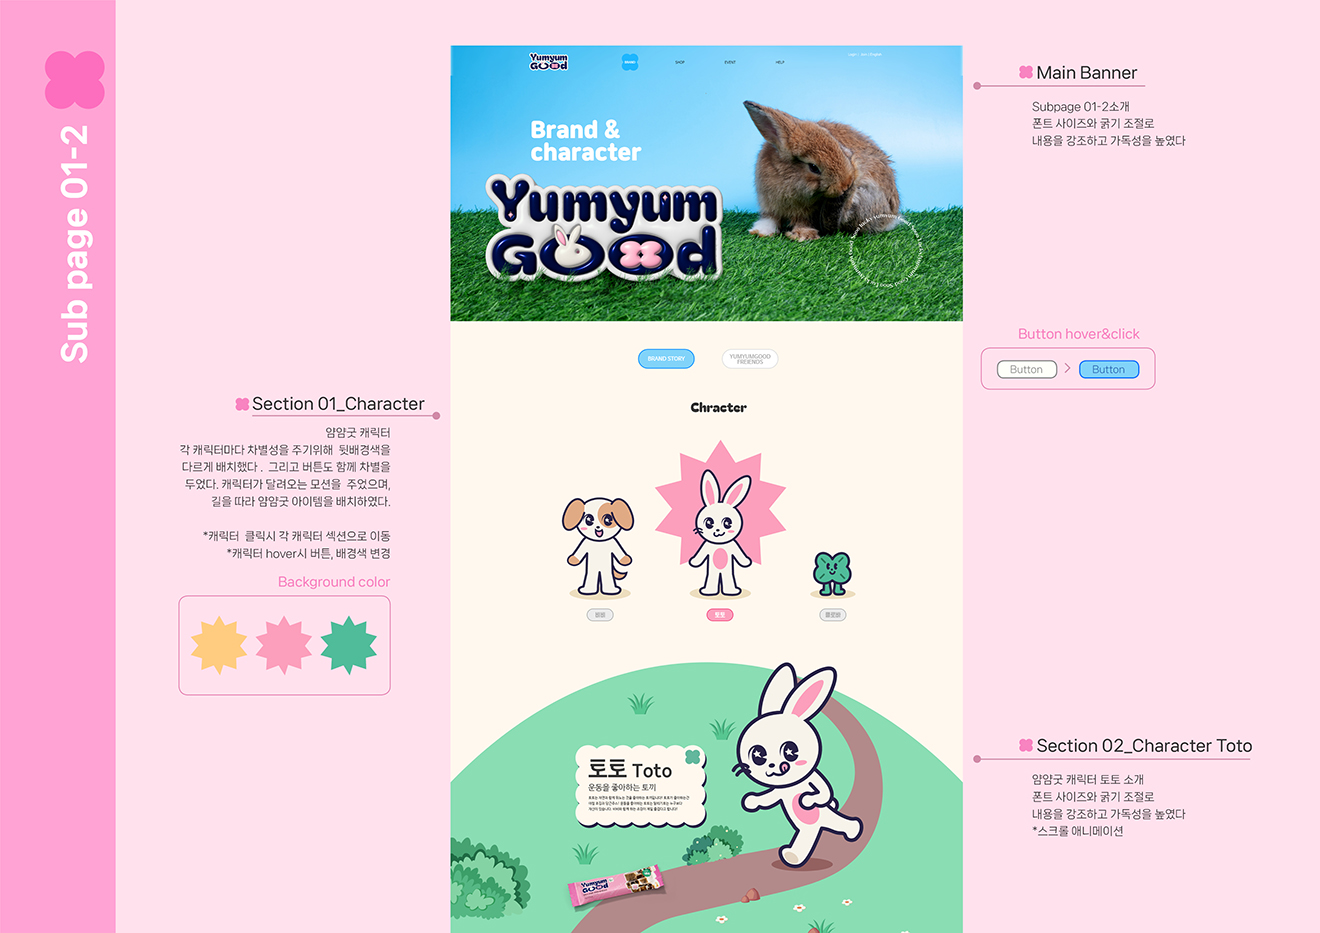 Sub page 01-2
Yumyum
Good
BRAND
SHOP
EVENT
HELP
Brand &
character
Yumyum
Good
Main Banner
Subpage 01-2소개
폰트 사이즈와 굵기 조절로
내용을 강조하고 가독성을 높였다
BRAND STORY
YUMYUMGOOD
FREIENDS
Button hover&click
Button
Button
Section 01_Character
얌얌굿 캐릭터
각 캐릭터마다 차별성을 주기위해 뒷배경색을
다르게 배치했다 . 그리고 버튼도 함께 차별을
두었다. 캐릭터가 달려오는 모션을 주었으며,
길을 따라 얌얌굿 아이템을 배치하였다.
*캐릭터 클릭시 각 캐릭터 섹션으로 이동
*캐릭터 hover시 버튼, 배경색 변경
Background color
Chracter
토토
클로버
토토 Toto
운동을 좋아하는 토끼
Yumyum
Good
Section 02_Character Toto
얌얌굿 캐릭터 토토 소개
폰트 사이즈와 굵기 조절로
내용을 강조하고 가독성을 높였다
*스크롤 애니메이션